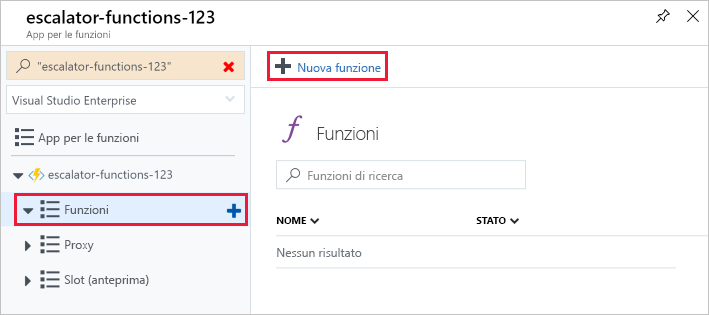 escalator-functions-123
App per le funzioni
"escalator-functions-123"
Visual Studio Enterprise
App per le funzioni
escalator-functions-123
Funzioni
Proxy
Slot (anteprima)
Nuova funzione
Funzioni
Funzioni di ricerca
NOME STATO
Nessun risultato